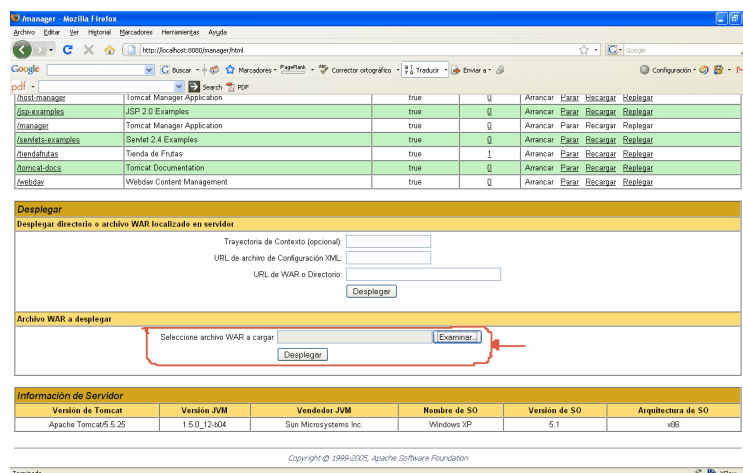 /manager - Mozilla Firefox
Archivo Editar Ver Historial Marcadores Herramientas Ayuda
http://localhost:8080/manager/html Google
Google Buscar Marcadores PageRank Corrector ortográfico Traducir Enviar a Configuración
pdf Search PDF
/host-manager Tomcat Manager Application true 0 Arrancar Parar Recargar Replegar
/jsp-examples JSP 2.0 Examples true 0 Arrancar Parar Recargar Replegar
/manager Tomcat Manager Application true 0 Arrancar Parar Recargar Replegar
/servlets-examples Servlet 2.4 Examples true 0 Arrancar Parar Recargar Replegar
/tiendafrutas Tienda de Frutas true 1 Arrancar Parar Recargar Replegar
/tomcat-docs Tomcat Documentation true 0 Arrancar Parar Recargar Replegar
/webdav Webdav Content Management true 0 Arrancar Parar Recargar Replegar
Desplegar
Desplegar directorio o archivo WAR localizado en servidor
Trayectoria de Contexto (opcional):
URL de archivo de Configuración XML:
URL de WAR o Directorio:
Desplegar
Archivo WAR a desplegar
Seleccione archivo WAR a cargar Examinar...
Desplegar
Información de Servidor
Versión de Tomcat Versión JVM Vendedor JVM Nombre de SO Versión de SO Arquitectura de SO
Apache Tomcat/5.5.25 1.5.0_12-b04 Sun Microsystems Inc. Windows XP 5.1 x86
Copyright © 1999-2005, Apache Software Foundation